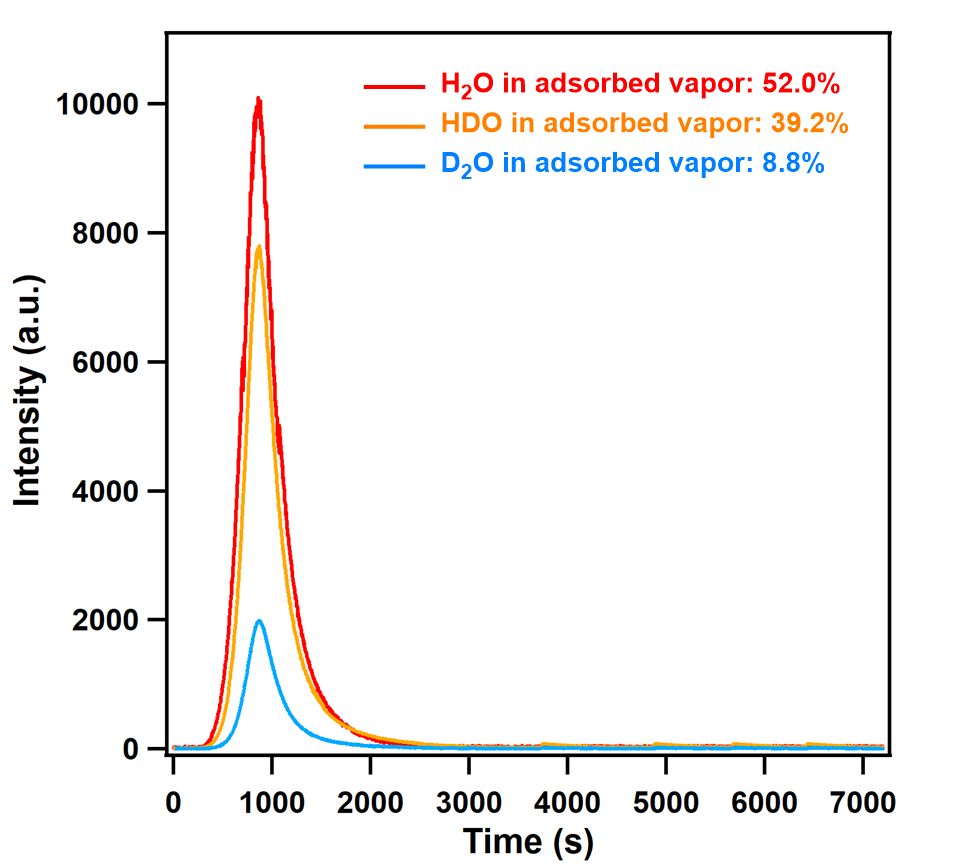 H₂O in adsorbed vapor: 52.0%
HDO in adsorbed vapor: 39.2%
D₂O in adsorbed vapor: 8.8%
Intensity (a.u.)
10000
8000
6000
4000
2000
0
0 1000 2000 3000 4000 5000 6000 7000
Time (s)